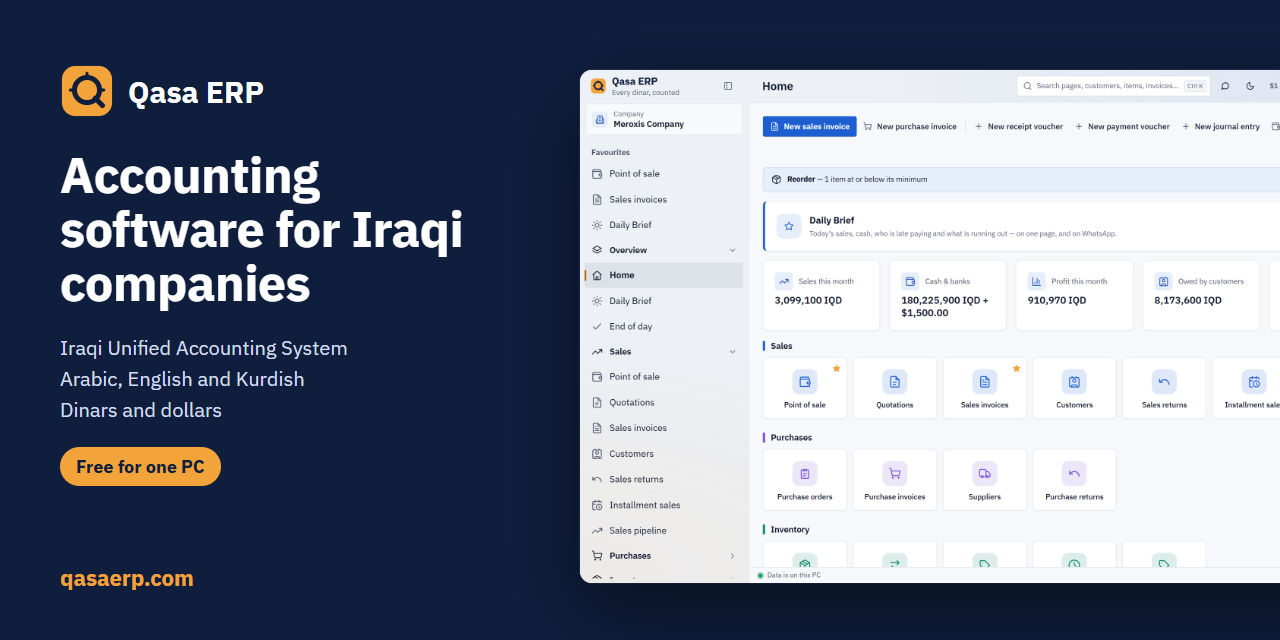 Qasa ERP
Accounting
software for Iraqi
companies
Iraqi Unified Accounting System
Arabic, English and Kurdish
Dinars and dollars
Free for one PC
qasaerp.com
Qasa ERP
Every dinar, counted
Company
Meroxis Company
Favourites
Point of sale
Sales invoices
Daily Brief
Overview
Home
Daily Brief
End of day
Sales
Point of sale
Quotations
Sales invoices
Customers
Sales returns
Installment sales
Sales pipeline
Purchases
Home
Search pages, customers, items, invoices... Ctrl K
$1
New sales invoice
New purchase invoice
New receipt voucher
New payment voucher
New journal entry
Reorder — 1 item at or below its minimum
Daily Brief
Today's sales, cash, who is late paying and what is running out — on one page, and on WhatsApp.
Sales this month
3,099,100 IQD
Cash & banks
180,225,900 IQD +
$1,500.00
Profit this month
910,970 IQD
Owed by customers
8,173,600 IQD
Sales
Point of sale
Quotations
Sales invoices
Customers
Sales returns
Installment sale
Purchases
Purchase orders
Purchase invoices
Suppliers
Purchase returns
Inventory
Data is on this PC